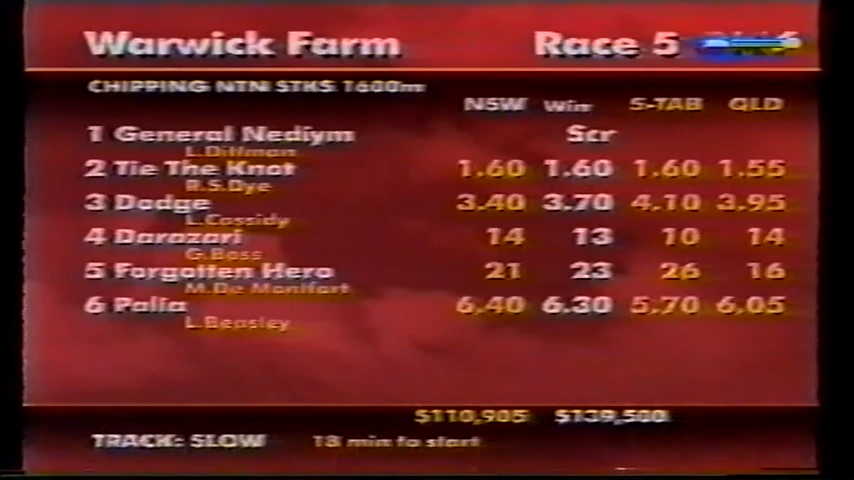 Warwick Farm Race 5
CHIPPING NTN STKS 1600m
NSW Win S-TAB QLD
1 General Nediym Scr
L.Dittman
2 Tie The Knot 1.60 1.60 1.60 1.55
R.S.Dye
3 Dodge 3.40 3.70 4.10 3.95
L.Cassidy
4 Darazari 14 13 10 14
G.Boss
5 Forgotten Hero 21 23 26 16
M.De Montfort
6 Palia 6.40 6.30 5.70 6.05
L.Beasley
$110,905 $139,500
TRACK: SLOW 18 min to start